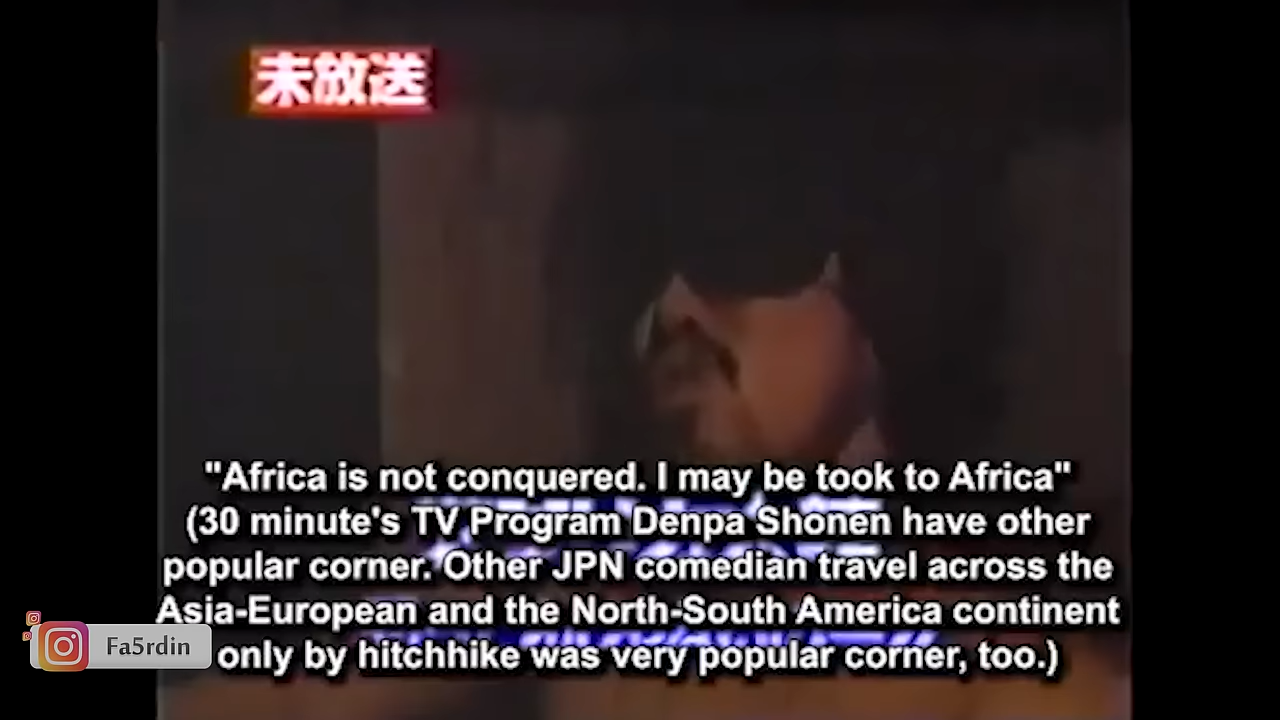 未放送
"Africa is not conquered. I may be took to Africa"
(30 minute's TV Program Denpa Shonen have other
popular corner. Other JPN comedian travel across the
Asia-European and the North-South America continent
only by hitchhike was very popular corner, too.)
Fa5rdin